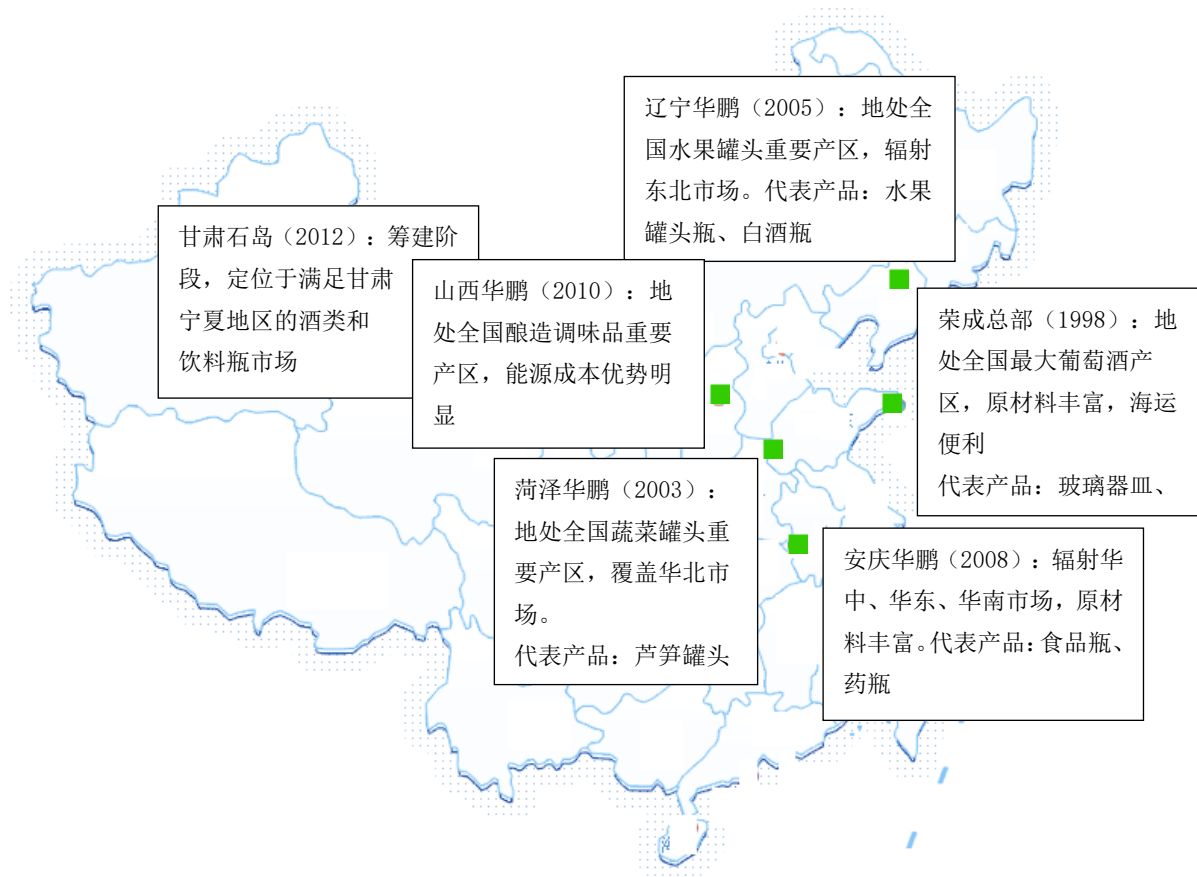 辽宁华鹏（2005）：地处全
国水果罐头重要产区，辐射
东北市场。代表产品：水果
罐头瓶、白酒瓶
甘肃石岛（2012）：筹建阶
段，定位于满足甘肃
宁夏地区的酒类和
饮料瓶市场
山西华鹏（2010）：地
处全国酿造调味品重要
产区，能源成本优势明
显
荣成总部（1998）：地
处全国最大葡萄酒产
区，原材料丰富，海运
便利
代表产品：玻璃器皿、
菏泽华鹏（2003）：
地处全国蔬菜罐头重
要产区，覆盖华北市
场。
代表产品：芦笋罐头
安庆华鹏（2008）：辐射华
中、华东、华南市场，原材
料丰富。代表产品：食品瓶、
药瓶